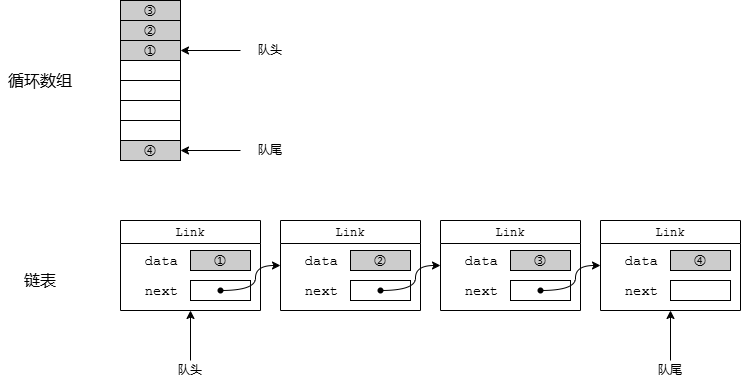 ③
②
① 队头
循环数组
④ 队尾
Link Link Link Link
data ① data ② data ③ data ④
链表
next next next next
队头 队尾